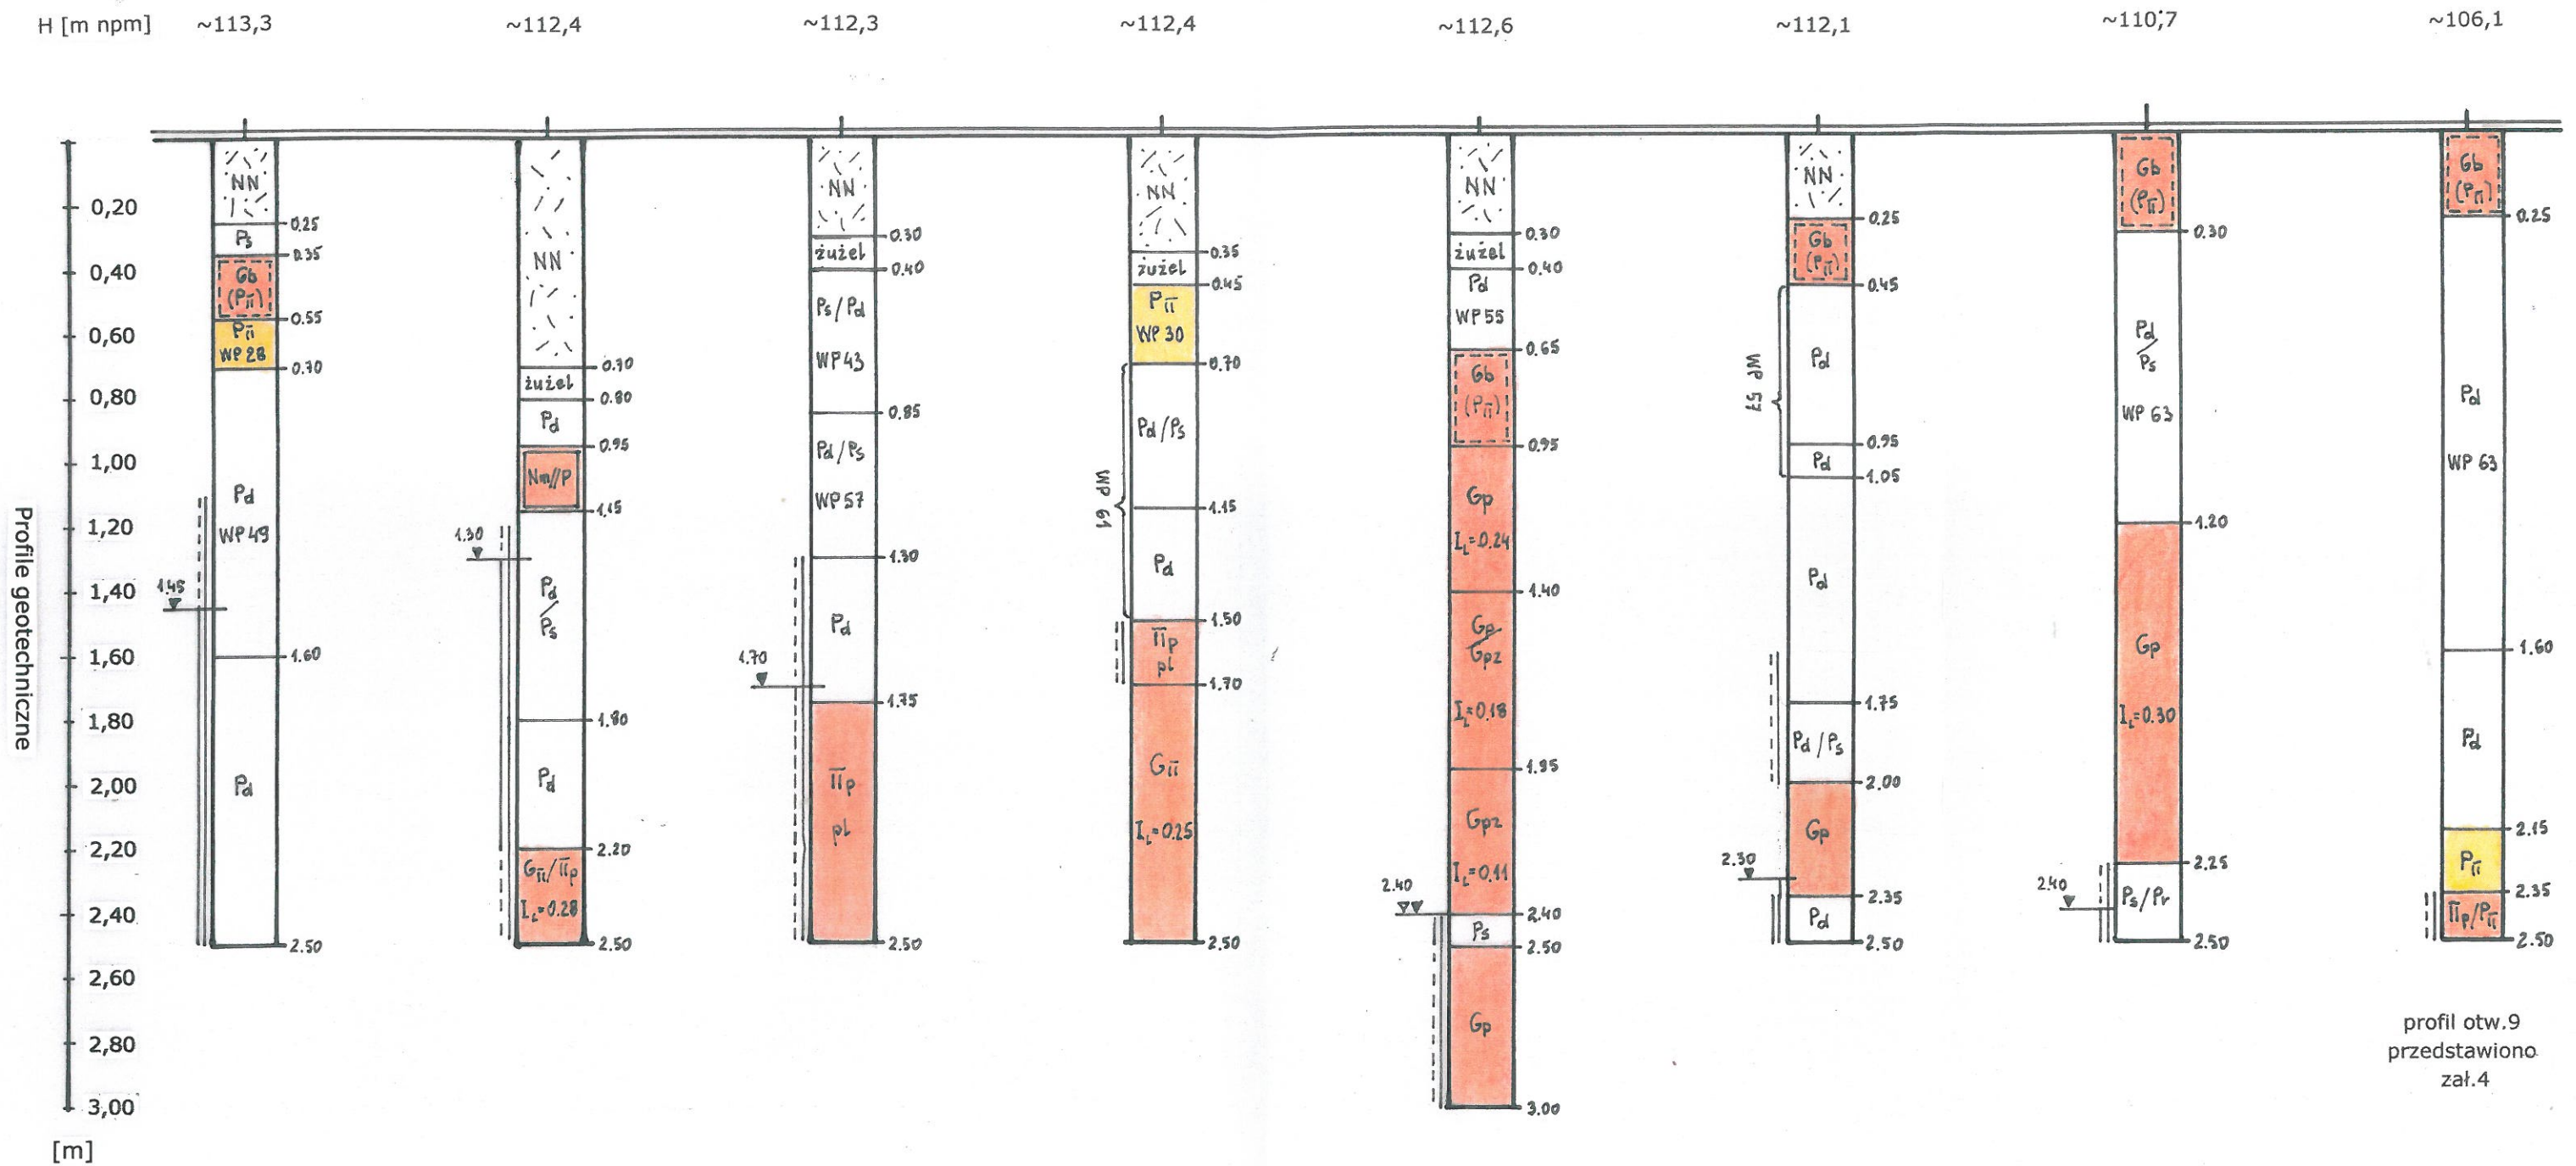 H [m npm]
~113,3
~112,4
~112,3
~112,4
~112,6
~112,1
~110,7
~106,1
Profile geotechniczne
0,20
0,40
0,60
0,80
1,00
1,20
1,40
1,60
1,80
2,00
2,20
2,40
2,60
2,80
3,00
[m]
NN
0.25
Ps
0.35
Gb
(Pπ)
0.55
Pπ
WP 28
0.70
Pd
WP 49
1.45
1.60
Pd
2.50
NN
0.70
żużel
0.80
Pd
0.95
Nm//P
1.15
1.30
Pd
/
Ps
1.80
Pd
2.20
Gπ/πp
IL=0.28
2.50
NN
0.30
żużel
0.40
Ps/Pd
WP 43
0.85
Pd/Ps
WP 57
1.30
Pd
1.70
1.75
πp
pl
2.50
NN
0.35
żużel
0.45
Pπ
WP 30
0.70
Pd/Ps
WP 61
1.15
Pd
1.50
πp
pl
1.70
Gπ
IL=0.25
2.50
NN
0.30
żużel
0.40
Pd
WP 55
0.65
Gb
(Pπ)
0.95
Gp
IL=0.24
1.40
Gp
/
Gpz
IL=0.18
1.95
Gpz
IL=0.11
2.40
2.40
Ps
2.50
Gp
3.00
NN
0.25
Gb
(Pπ)
0.45
Pd
WP 57
0.95
Pd
1.05
Pd
1.75
Pd/Ps
2.00
Gp
2.30
2.35
Pd
2.50
Gb
(Pπ)
0.30
Pd
/
Ps
WP 63
1.20
Gp
IL=0.30
2.25
2.40
Ps/Pr
2.50
Gb
(Pπ)
0.25
Pd
WP 63
1.60
Pd
2.15
Pπ
2.35
πp/Pπ
2.50
profil otw.9
przedstawiono
zał.4